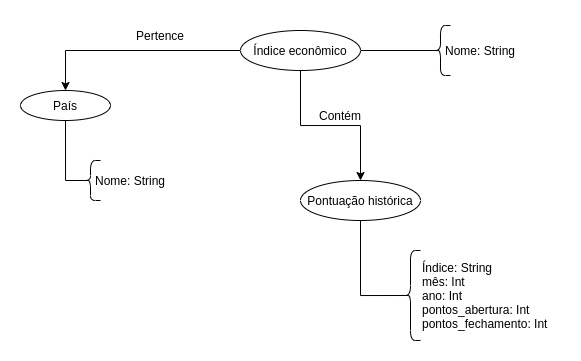 Pertence
Índice econômico
Nome: String
País
Contém
Nome: String
Pontuação histórica
Índice: String
mês: Int
ano: Int
pontos_abertura: Int
pontos_fechamento: Int